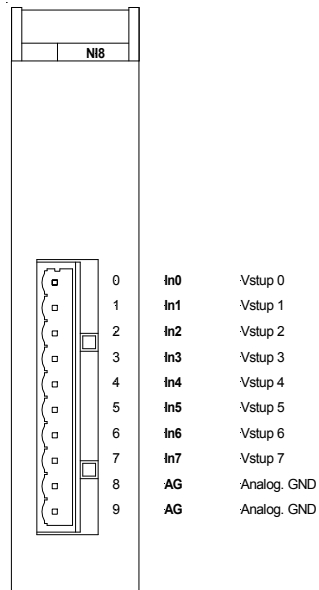 NI8
0 In0 Vstup 0
1 In1 Vstup 1
2 In2 Vstup 2
3 In3 Vstup 3
4 In4 Vstup 4
5 In5 Vstup 5
6 In6 Vstup 6
7 In7 Vstup 7
8 AG Analog. GND
9 AG Analog. GND